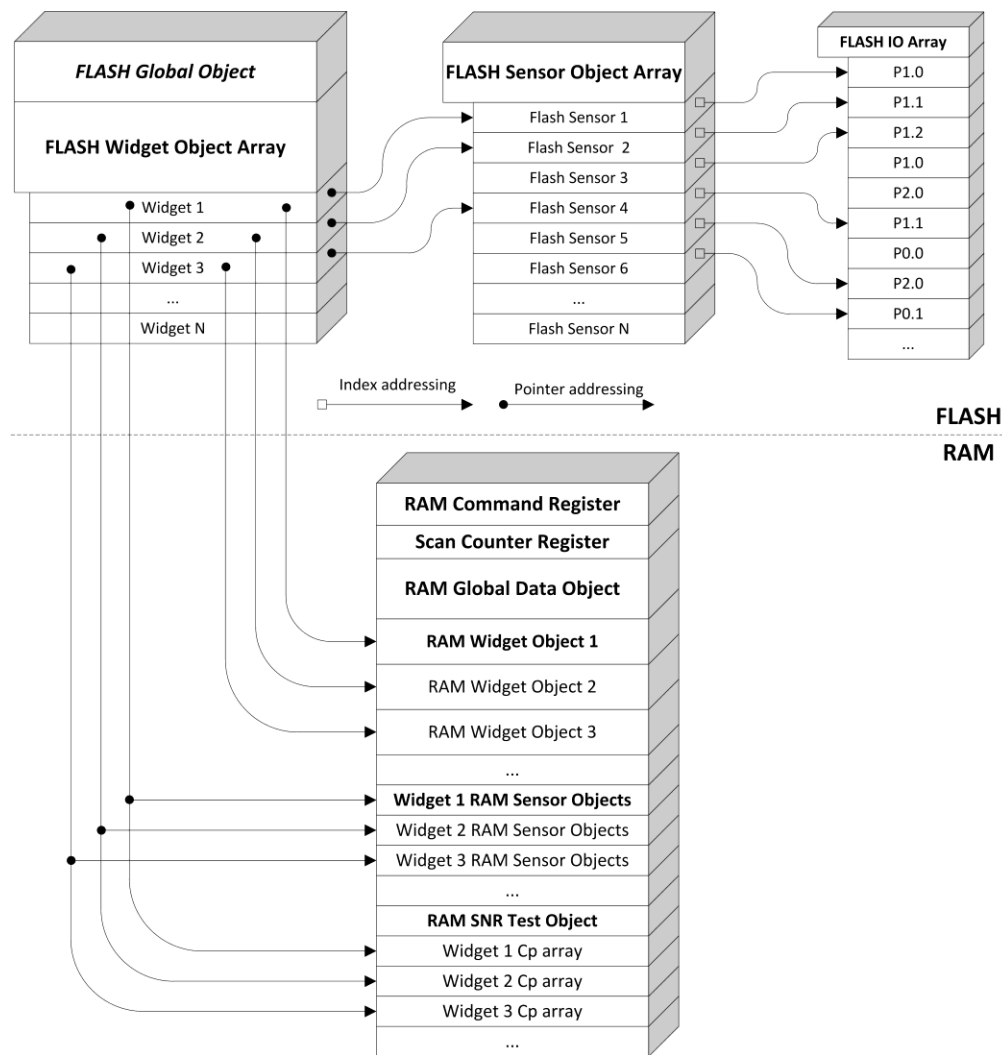 FLASH Global Object
FLASH Widget Object Array
Widget 1
Widget 2
Widget 3
...
Widget N
FLASH Sensor Object Array
Flash Sensor 1
Flash Sensor 2
Flash Sensor 3
Flash Sensor 4
Flash Sensor 5
Flash Sensor 6
...
Flash Sensor N
FLASH IO Array
P1.0
P1.1
P1.2
P1.0
P2.0
P1.1
P0.0
P2.0
P0.1
...
Index addressing
Pointer addressing
FLASH
RAM
RAM Command Register
Scan Counter Register
RAM Global Data Object
RAM Widget Object 1
RAM Widget Object 2
RAM Widget Object 3
...
Widget 1 RAM Sensor Objects
Widget 2 RAM Sensor Objects
Widget 3 RAM Sensor Objects
...
RAM SNR Test Object
Widget 1 Cp array
Widget 2 Cp array
Widget 3 Cp array
...